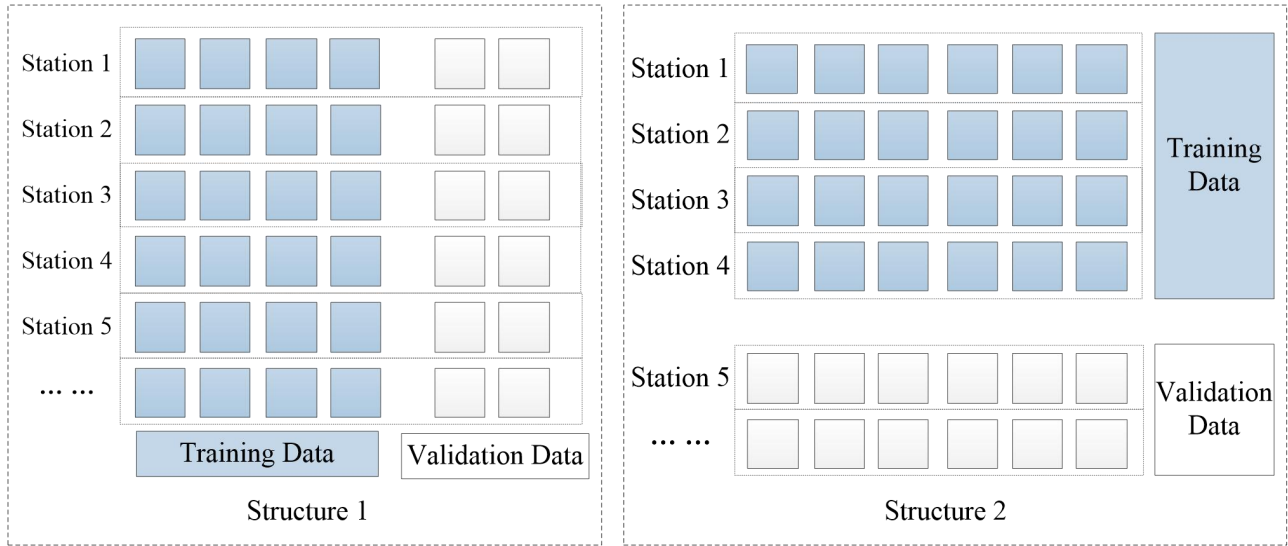 Station 1
Station 2
Station 3
Station 4
Station 5
... ...
Training Data
Validation Data
Structure 1
Station 1
Station 2
Station 3
Station 4
Training
Data
Station 5
... ...
Validation
Data
Structure 2